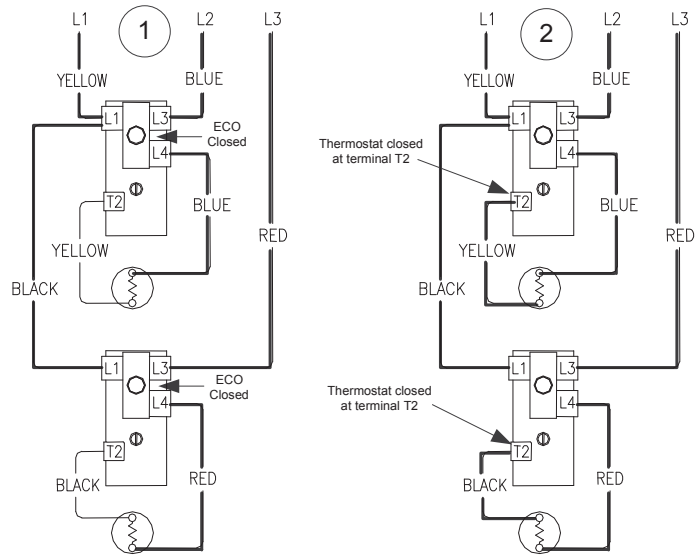 L1
1
L2
L3
YELLOW
BLUE
L1
L3
ECO
Closed
L4
T2
BLUE
YELLOW
RED
BLACK
L1
L3
ECO
Closed
L4
T2
BLACK
RED
L1
2
L2
L3
YELLOW
BLUE
L1
L3
Thermostat closed
at terminal T2
L4
T2
BLUE
YELLOW
RED
BLACK
L1
L3
Thermostat closed
at terminal T2
L4
T2
BLACK
RED